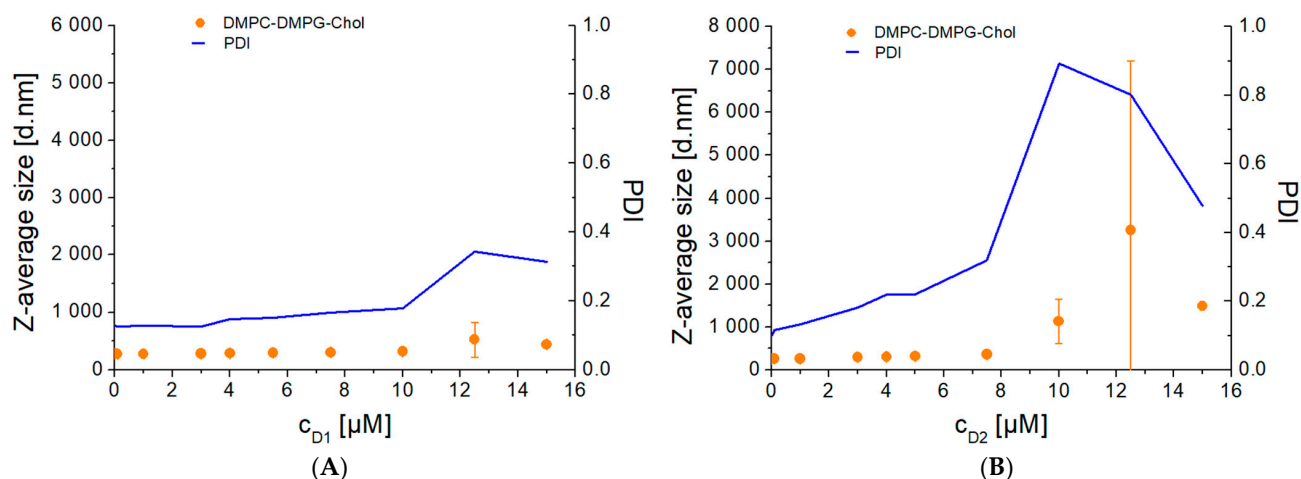 DMPC-DMPG-Chol
PDI
6 000
5 000
4 000
3 000
2 000
1 000
0
Z-average size [d.nm]
1.0
0.8
0.6
0.4
0.2
0.0
PDI
0 2 4 6 8 10 12 14 16
cD1 [µM]
(A)
DMPC-DMPG-Chol
PDI
8 000
7 000
6 000
5 000
4 000
3 000
2 000
1 000
0
Z-average size [d.nm]
1.0
0.8
0.6
0.4
0.2
0.0
PDI
0 2 4 6 8 10 12 14 16
cD2 [µM]
(B)